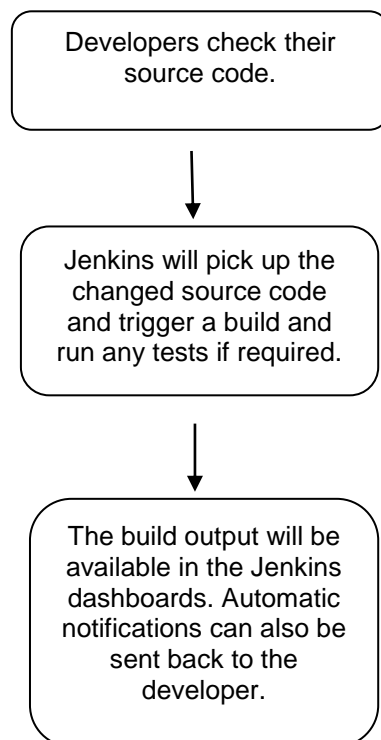 Developers check their
source code.
Jenkins will pick up the
changed source code
and trigger a build and
run any tests if required.
The build output will be
available in the Jenkins
dashboards. Automatic
notifications can also be
sent back to the
developer.